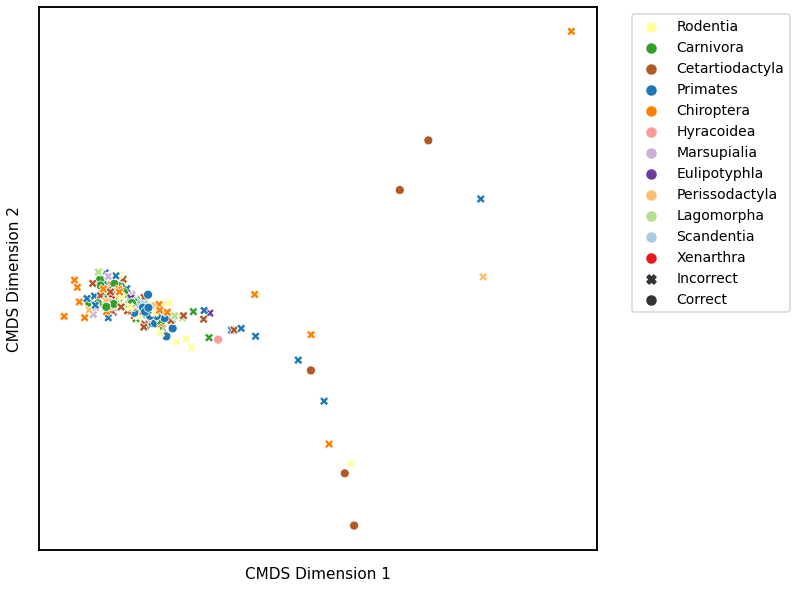 Rodentia
Carnivora
Cetartiodactyla
Primates
Chiroptera
Hyracoidea
Marsupialia
Eulipotyphla
Perissodactyla
Lagomorpha
Scandentia
Xenarthra
Incorrect
Correct
CMDS Dimension 2
CMDS Dimension 1